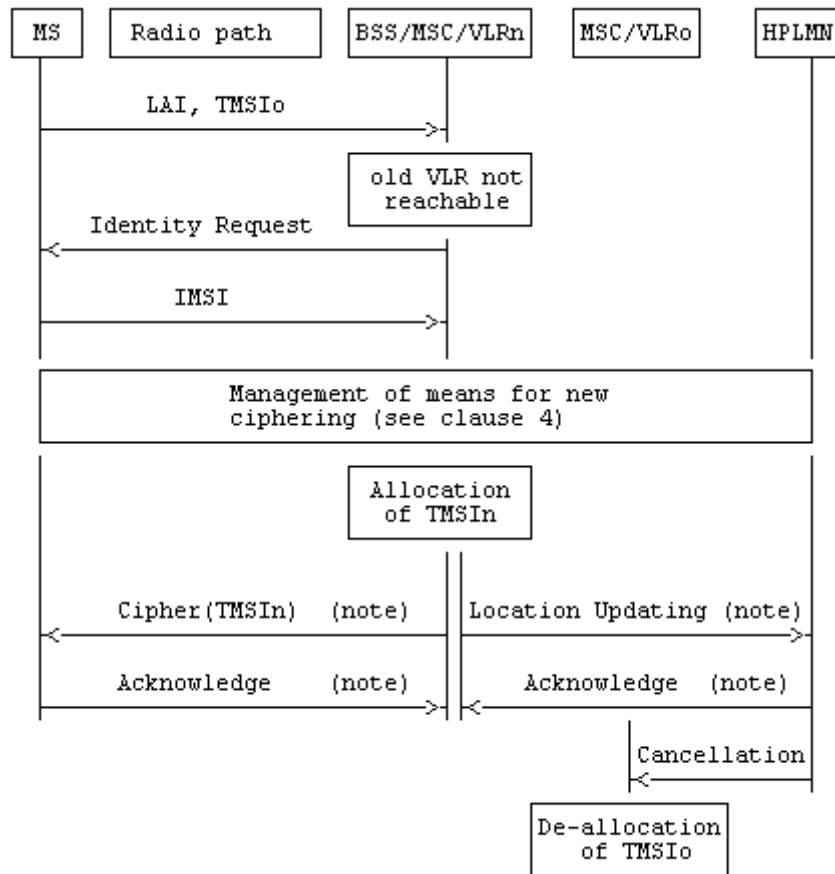 MS
Radio path
BSS/MSC/VLRn
MSC/VLRo
HPLMN
LAI, TMSIo
old VLR not
reachable
Identity Request
IMSI
Management of means for new
ciphering (see clause 4)
Allocation
of TMSIn
Cipher(TMSIn) (note)
Location Updating (note)
Acknowledge (note)
Acknowledge (note)
Cancellation
De-allocation
of TMSIo